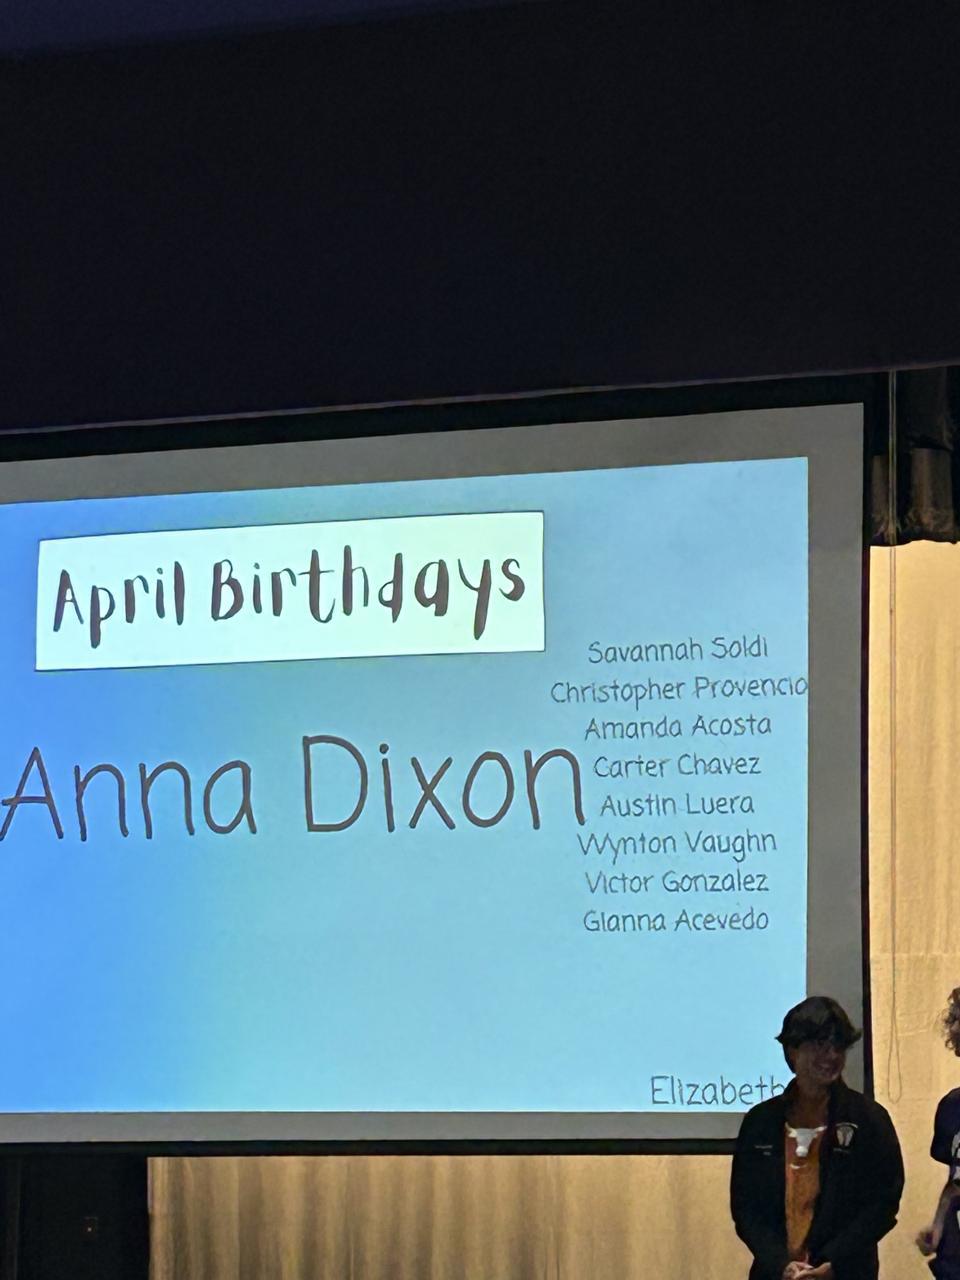 April Birthdays
Anna Dixon
Savannah Soldi
Christopher Provencio
Amanda Acosta
Carter Chavez
Austin Luera
Wynton Vaughn
Victor Gonzalez
Gianna Acevedo
Elizabeth